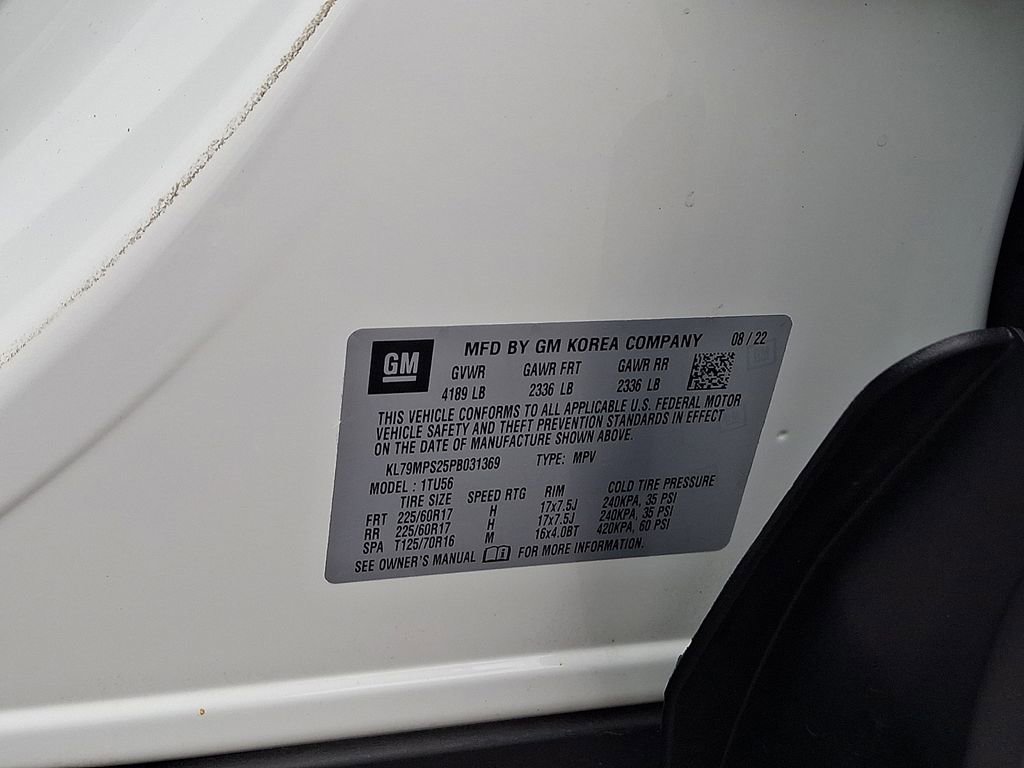 GM
MFD BY GM KOREA COMPANY 08 / 22
GVWR GAWR FRT GAWR RR
4189 LB 2336 LB 2336 LB
THIS VEHICLE CONFORMS TO ALL APPLICABLE U.S. FEDERAL MOTOR
VEHICLE SAFETY AND THEFT PREVENTION STANDARDS IN EFFECT
ON THE DATE OF MANUFACTURE SHOWN ABOVE.
KL79MPS25PB031369 TYPE: MPV
MODEL : 1TU56
TIRE SIZE SPEED RTG RIM COLD TIRE PRESSURE
FRT 225/60R17 H 17x7.5J 240KPA, 35 PSI
RR 225/60R17 H 17x7.5J 240KPA, 35 PSI
SPA T125/70R16 M 16x4.0BT 420KPA, 60 PSI
SEE OWNER'S MANUAL FOR MORE INFORMATION.